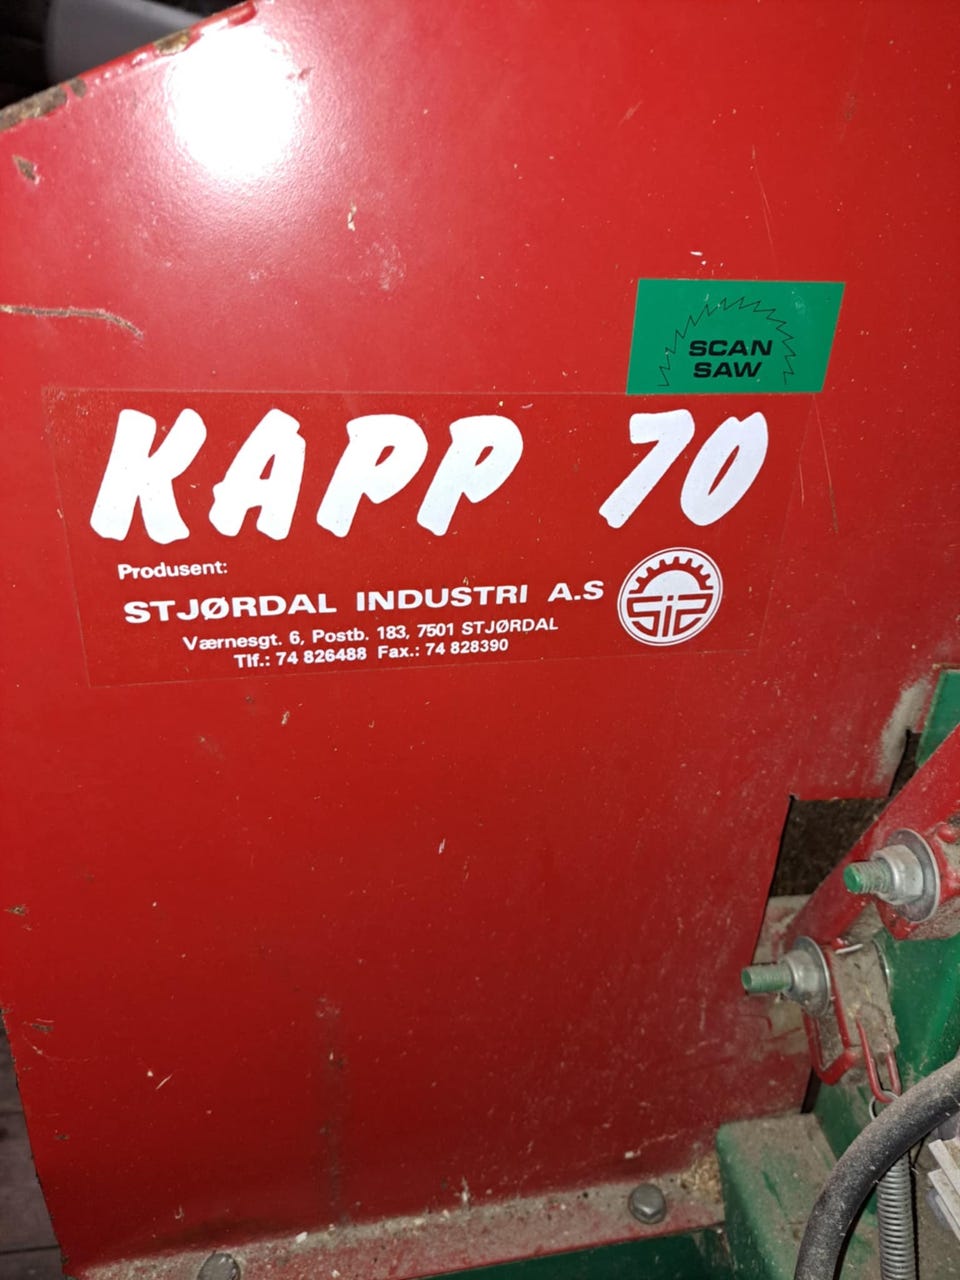 SCAN
SAW
KAPP 70
Produsent:
STJØRDAL INDUSTRI A.S
Værnesgt. 6, Postb. 183, 7501 STJØRDAL
Tlf.: 74 826488 Fax.: 74 828390